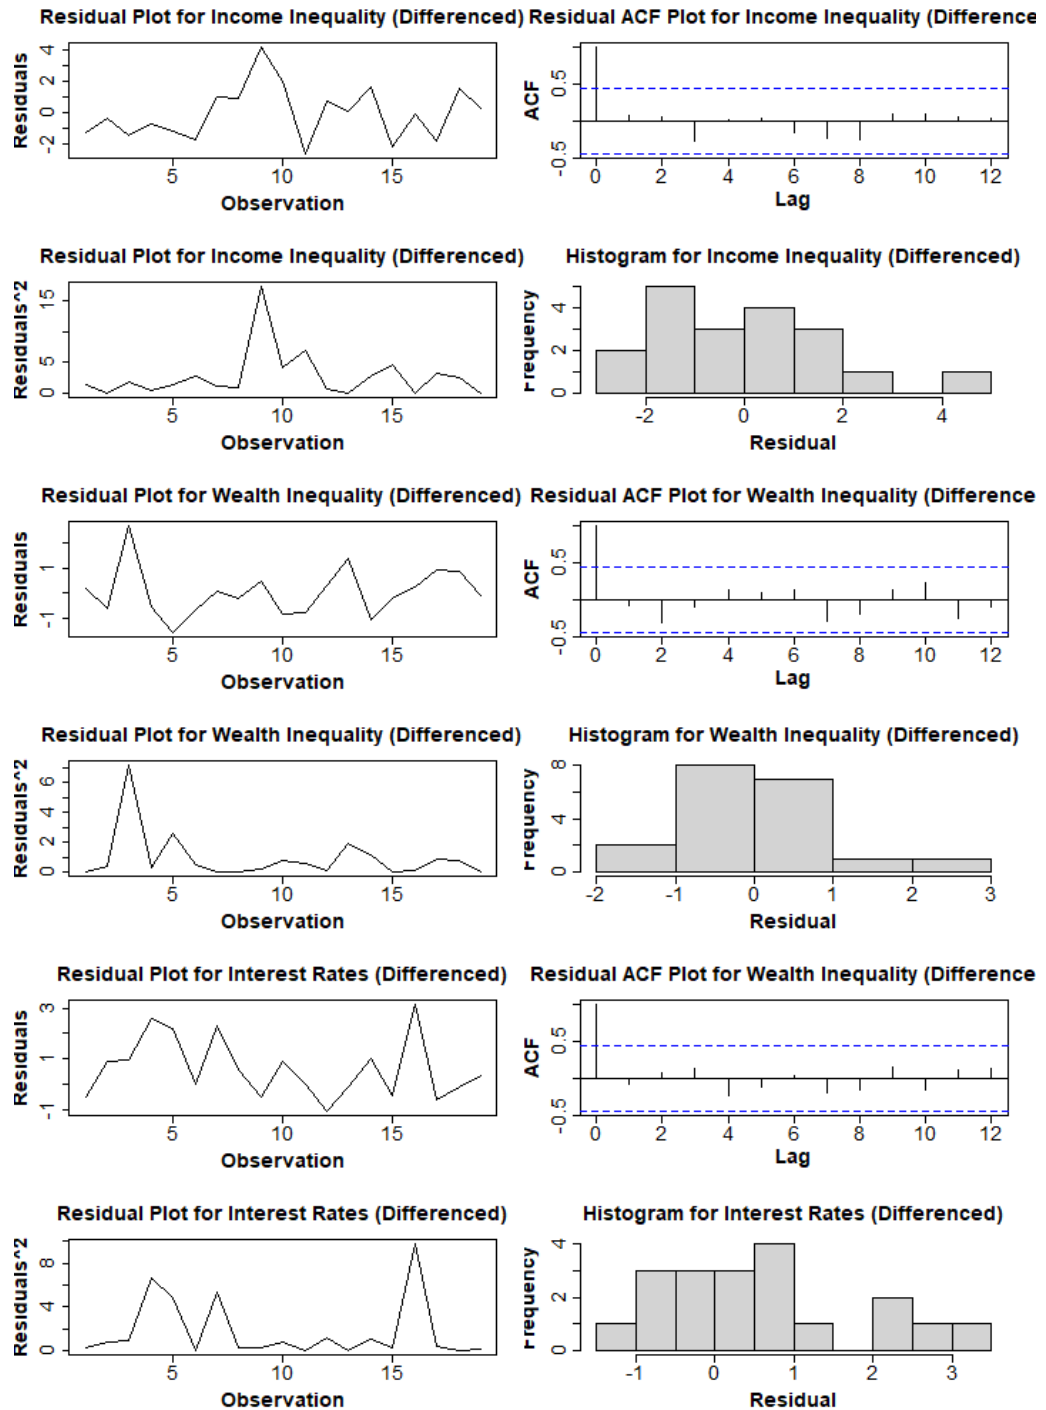 Residual Plot for Income Inequality (Differenced) Residual ACF Plot for Income Inequality (Difference
Residuals
-2 0 2 4
5 10 15
Observation
ACF
-0.5 0.5
0 2 4 6 8 10 12
Lag
Residual Plot for Income Inequality (Differenced)
Residuals^2
0 5 15
5 10 15
Observation
Histogram for Income Inequality (Differenced)
Frequency
0 2 4
-2 0 2 4
Residual
Residual Plot for Wealth Inequality (Differenced) Residual ACF Plot for Wealth Inequality (Difference
Residuals
-1 1
5 10 15
Observation
ACF
-0.5 0.5
0 2 4 6 8 10 12
Lag
Residual Plot for Wealth Inequality (Differenced)
Residuals^2
0 2 4 6
5 10 15
Observation
Histogram for Wealth Inequality (Differenced)
Frequency
0 4 8
-2 -1 0 1 2 3
Residual
Residual Plot for Interest Rates (Differenced)
Residuals
-1 1 3
5 10 15
Observation
Residual ACF Plot for Wealth Inequality (Difference
ACF
-0.5 0.5
0 2 4 6 8 10 12
Lag
Residual Plot for Interest Rates (Differenced)
Residuals^2
0 4 8
5 10 15
Observation
Histogram for Interest Rates (Differenced)
Frequency
0 2 4
-1 0 1 2 3
Residual